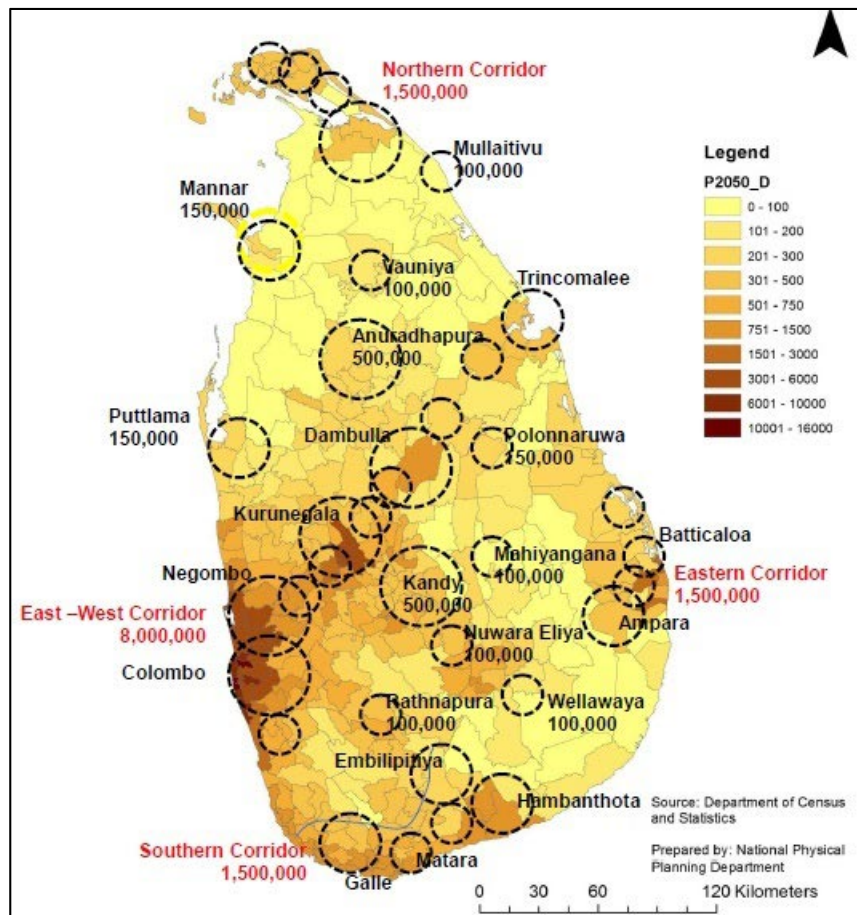 Northern Corridor
1,500,000
Mullaitivu
100,000
Mannar
150,000
Vauniya
100,000
Trincomalee
Anuradhapura
500,000
Puttlama
150,000
Dambulla
Polonnaruwa
150,000
Kurunegala
Batticaloa
Mahiyangana
100,000
Negombo
Kandy
500,000
Eastern Corridor
1,500,000
East –West Corridor
8,000,000
Ampara
Nuwara Eliya
100,000
Colombo
Rathnapura
100,000
Wellawaya
100,000
Embilipitiya
Hambanthota
Southern Corridor
1,500,000
Matara
Galle
Legend
P2050_D
0 - 100
101 - 200
201 - 300
301 - 500
501 - 750
751 - 1500
1501 - 3000
3001 - 6000
6001 - 10000
10001 - 16000
Source: Department of Census
and Statistics
Prepared by: National Physical
Planning Department
0 30 60 120 Kilometers